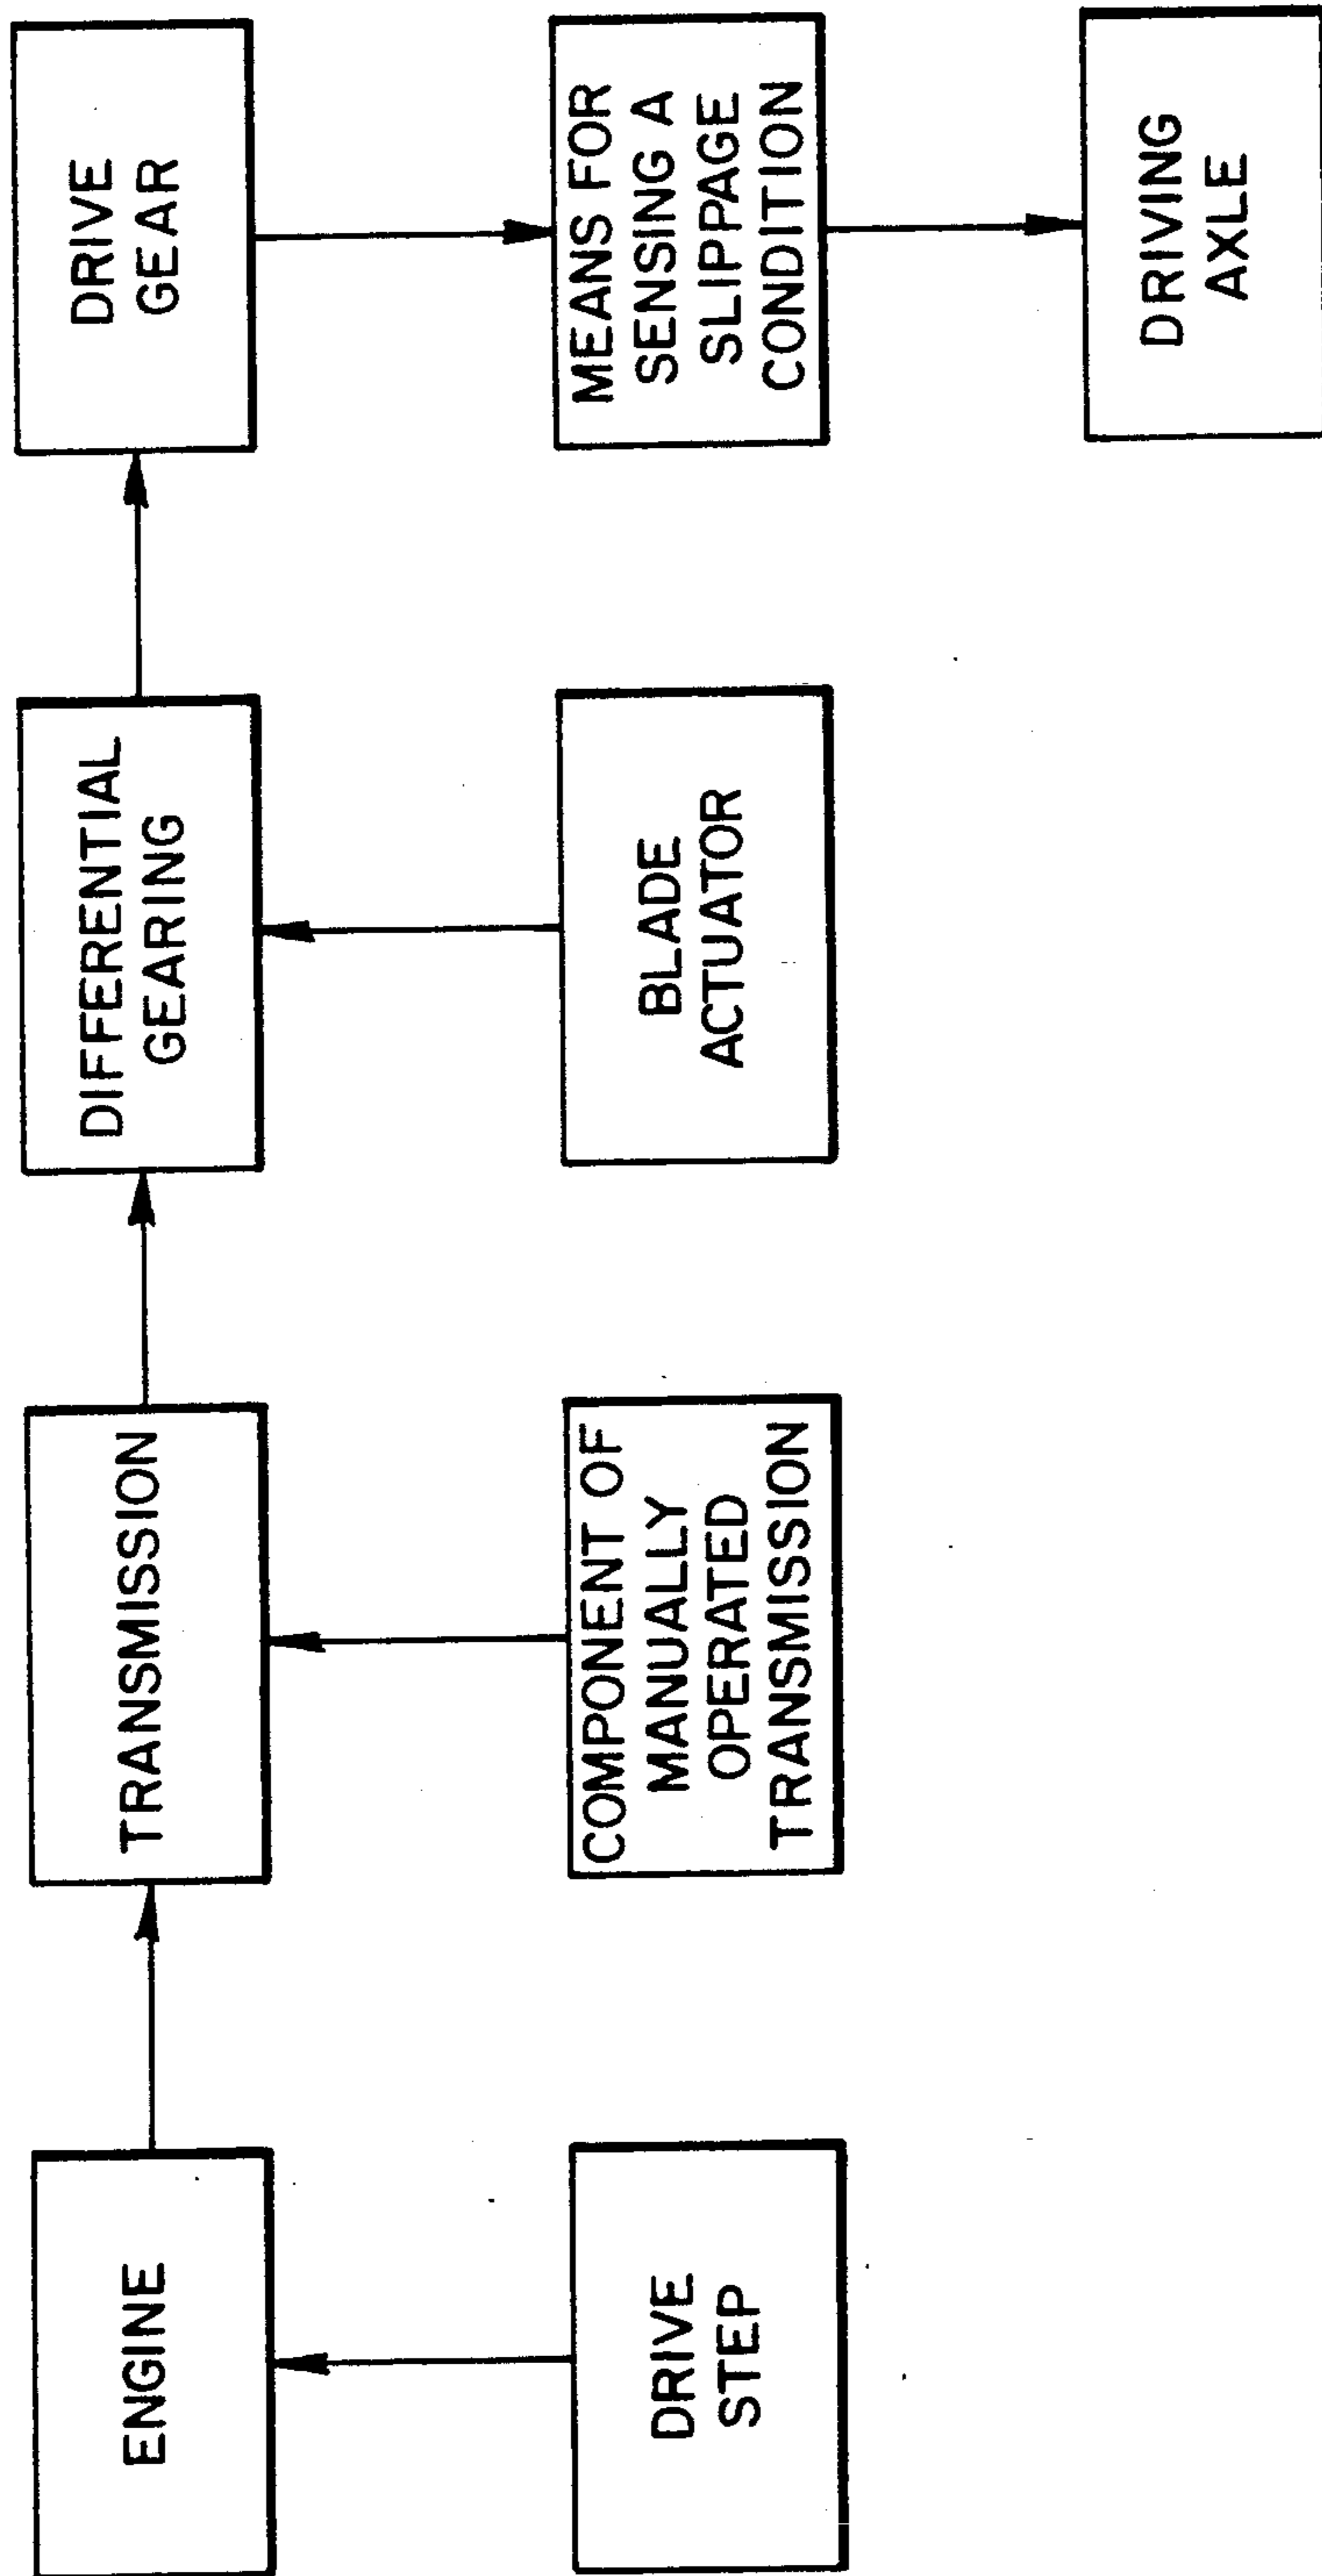 ENGINE
TRANSMISSION
DIFFERENTIAL
GEARING
DRIVE
GEAR
DRIVE
STEP
COMPONENT OF
MANUALLY
OPERATED
TRANSMISSION
BLADE
ACTUATOR
MEANS FOR
SENSING A
SLIPPAGE
CONDITION
DRIVING
AXLE